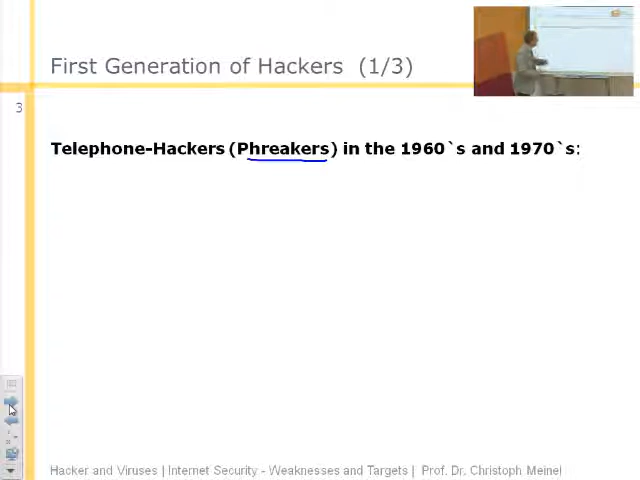 First Generation of Hackers (1/3)
3
Telephone-Hackers (Phreakers) in the 1960`s and 1970`s:
Hacker and Viruses | Internet Security - Weaknesses and Targets | Prof. Dr. Christoph Meinel